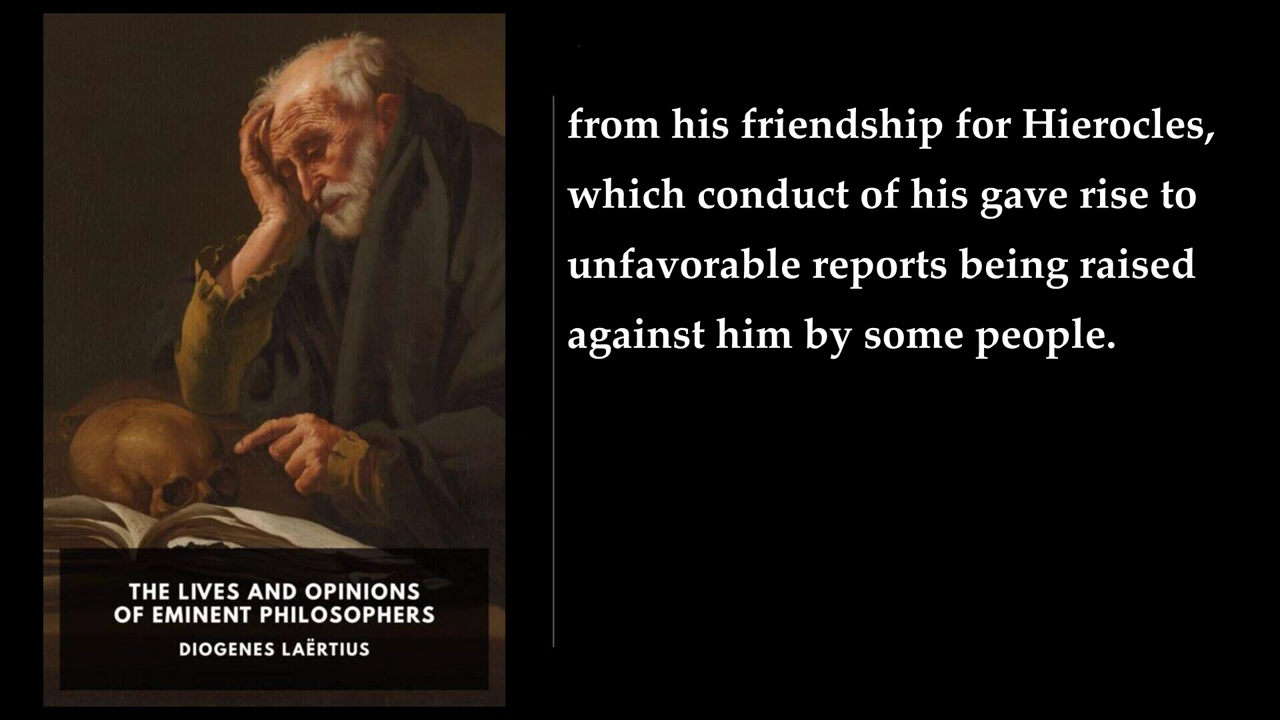 from his friendship for Hierocles,
which conduct of his gave rise to
unfavorable reports being raised
against him by some people.
THE LIVES AND OPINIONS
OF EMINENT PHILOSOPHERS
DIOGENES LAËRTIUS